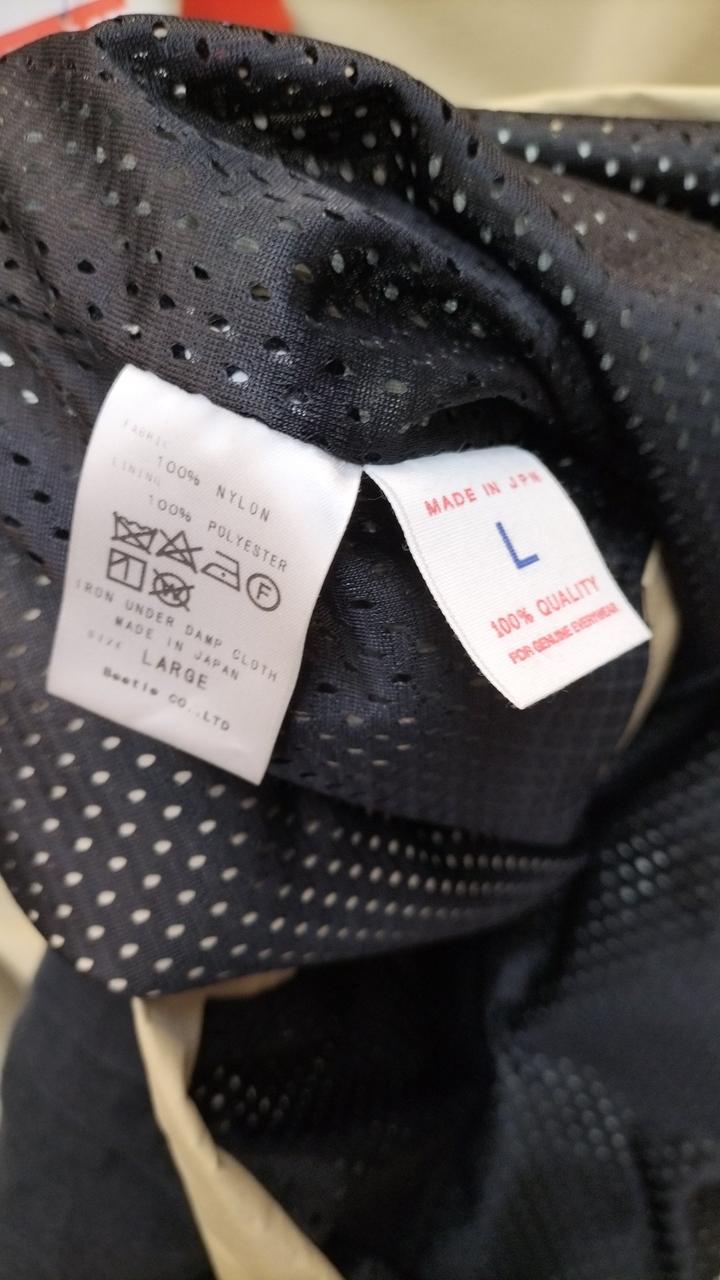 FABRIC
100% NYLON
LINING
100% POLYESTER
F
IRON UNDER DAMP CLOTH
MADE IN JAPAN
SIZE LARGE
Beetle CO.,LTD
MADE IN JPN
L
100% QUALITY
FOR GENUINE EVERYWEAR